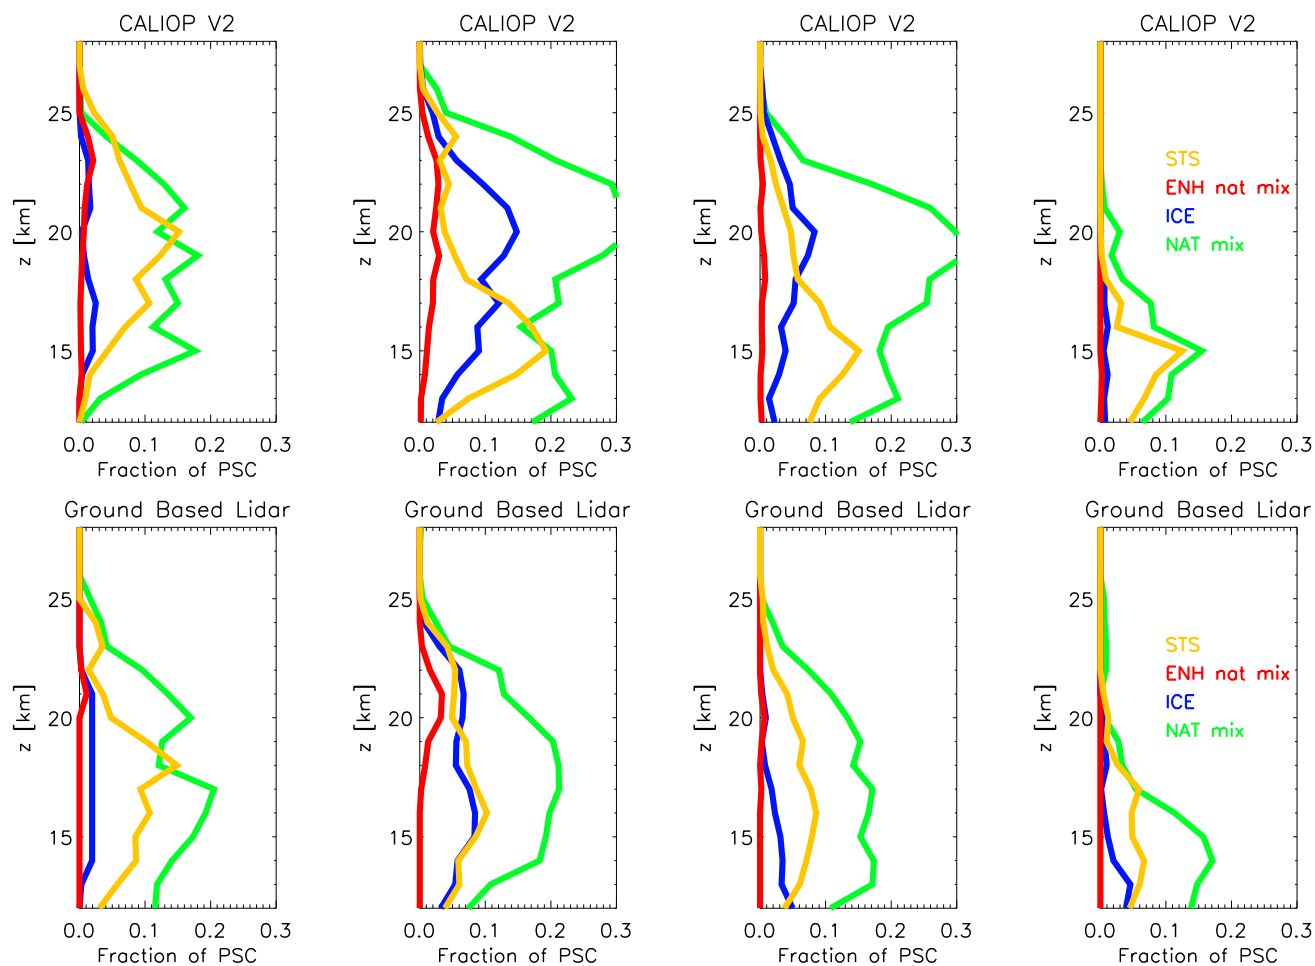 CALIOP V2 CALIOP V2 CALIOP V2 CALIOP V2
25 25 25 25
20 20 20 20
15 15 15 15
z [km] z [km] z [km] z [km]
STS
ENH nat mix
ICE
NAT mix
0.0 0.1 0.2 0.3 0.0 0.1 0.2 0.3 0.0 0.1 0.2 0.3 0.0 0.1 0.2 0.3
Fraction of PSC Fraction of PSC Fraction of PSC Fraction of PSC
Ground Based Lidar Ground Based Lidar Ground Based Lidar Ground Based Lidar
25 25 25 25
20 20 20 20
15 15 15 15
z [km] z [km] z [km] z [km]
STS
ENH nat mix
ICE
NAT mix
0.0 0.1 0.2 0.3 0.0 0.1 0.2 0.3 0.0 0.1 0.2 0.3 0.0 0.1 0.2 0.3
Fraction of PSC Fraction of PSC Fraction of PSC Fraction of PSC